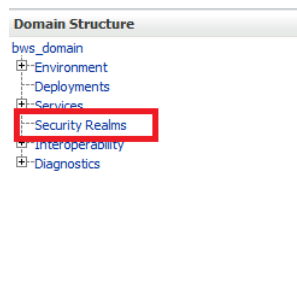 Domain Structure
bws_domain
Environment
Deployments
Services
Security Realms
Interoperability
Diagnostics